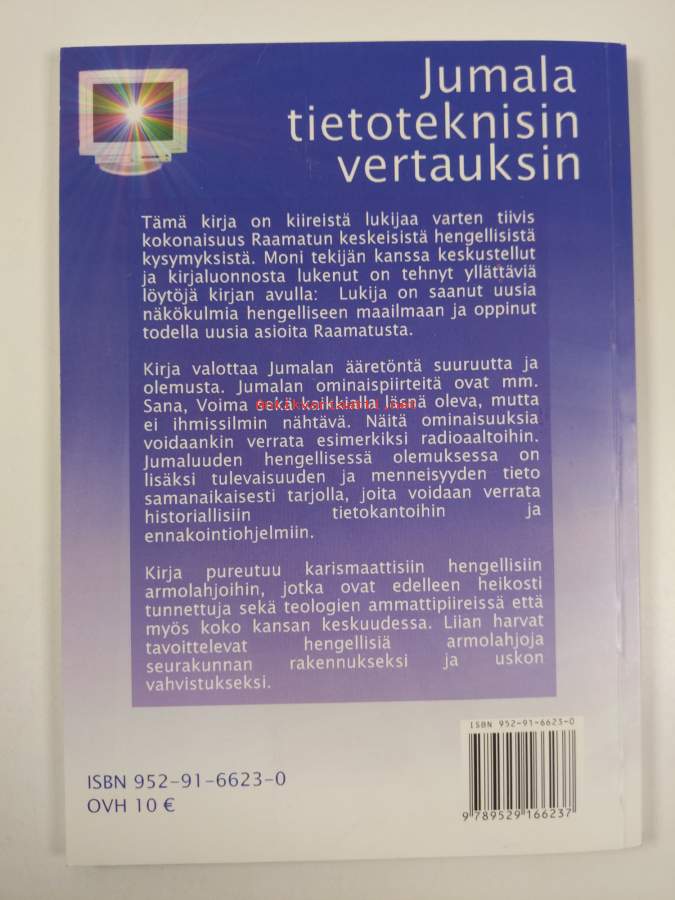 Jumala
tietoteknisin
vertauksin
Tämä kirja on kiireistä lukijaa varten tiivis
kokonaisuus Raamatun keskeisistä hengellisistä
kysymyksistä. Moni tekijän kanssa keskustellut
ja kirjaluonnosta lukenut on tehnyt yllättäviä
löytöjä kirjan avulla: Lukija on saanut uusia
näkökulmia hengelliseen maailmaan ja oppinut
todella uusia asioita Raamatusta.
Kirja valottaa Jumalan ääretöntä suuruutta ja
olemusta. Jumalan ominaispiirteitä ovat mm.
Sana, Voima sekä kaikkialla läsnä oleva, mutta
ei ihmissilmin nähtävä. Näitä ominaisuuksia
voidaankin verrata esimerkiksi radioaaltoihin.
Jumaluuden hengellisessä olemuksessa on
lisäksi tulevaisuuden ja menneisyyden tieto
samanaikaisesti tarjolla, joita voidaan verrata
historiallisiin tietokantoihin ja
ennakointiohjelmiin.
Kirja pureutuu karismaattisiin hengellisiin
armolahjoihin, jotka ovat edelleen heikosti
tunnettuja sekä teologien ammattipiireissä että
myös koko kansan keskuudessa. Liian harvat
tavoittelevat hengellisiä armolahjoja
seurakunnan rakennukseksi ja uskon
vahvistukseksi.
ISBN 952-91-6623-0
9 789529 166237
ISBN 952-91-6623-0
OVH 10 €